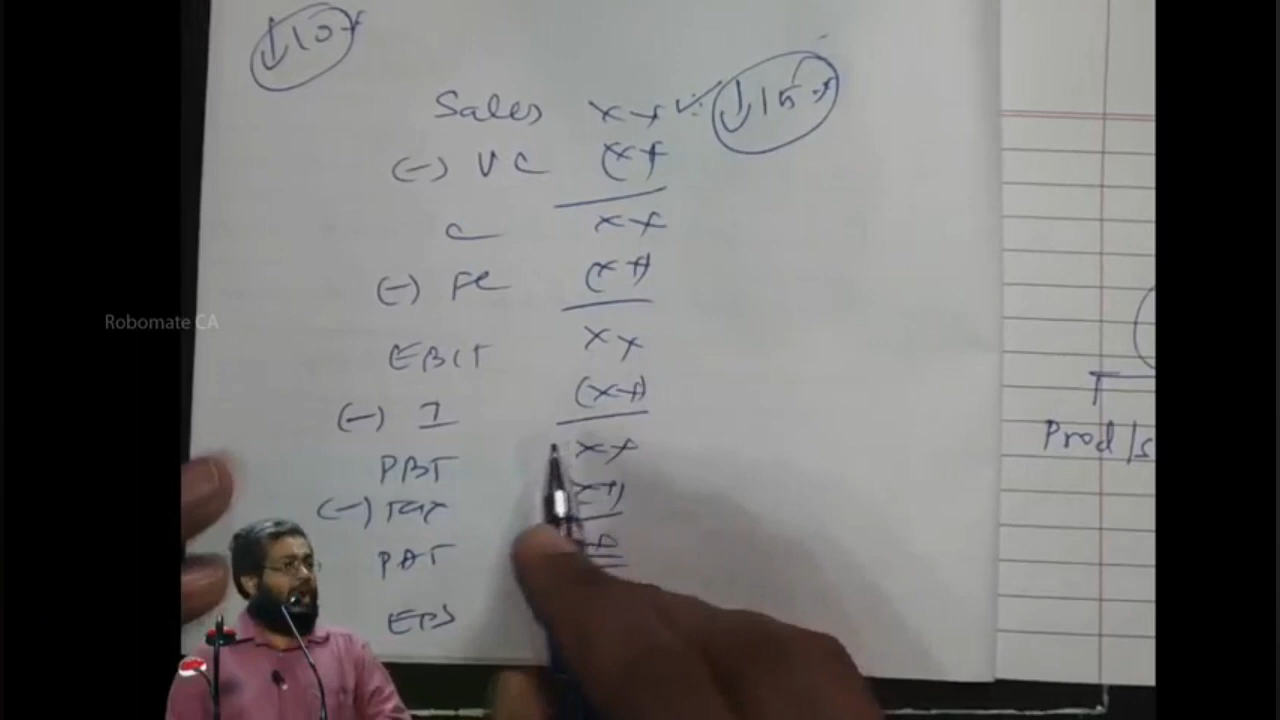 ↓10%
Sales xx ✓ ↓15%
(-) VC (xx)
C xx
(-) FC (xx)
EBIT xx
(-) I (xx)
PBT xx
(-) Tax (xx)
PAT
EPS
Prod/s
Robomate CA